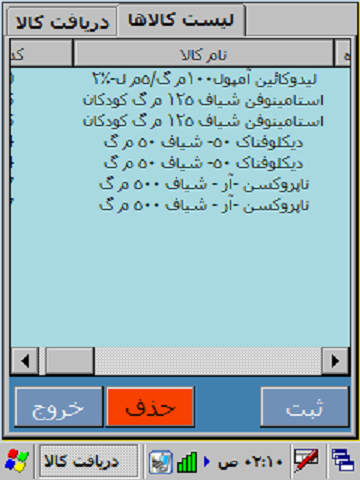 لیست کالاها
دریافت کالا
نام کالا
کد
لیدوکائین آمپول۱۰۰م گ/۵م ل-۲%
استامینوفن شیاف ۱۲۵ م گ کودکان
استامینوفن شیاف ۱۲۵ م گ کودکان
دیکلوفناک ۵۰- شیاف ۵۰ م گ
دیکلوفناک ۵۰- شیاف ۵۰ م گ
ناپروکسن -آر - شیاف ۵۰۰ م گ
ناپروکسن -آر - شیاف ۵۰۰ م گ
ثبت
حذف
خروج
۰۲:۱۰ ص
دریافت کالا